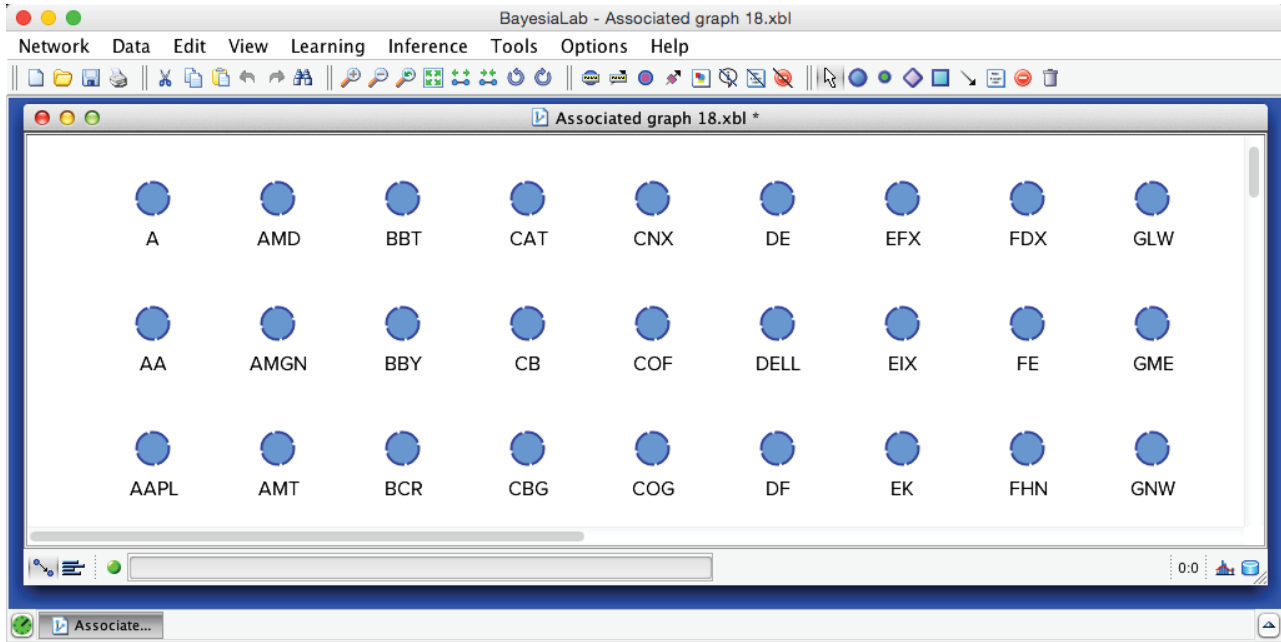 BayesiaLab - Associated graph 18.xbl
Network Data Edit View Learning Inference Tools Options Help
Associated graph 18.xbl *
A AMD BBT CAT CNX DE EFX FDX GLW
AA AMGN BBY CB COF DELL EIX FE GME
AAPL AMT BCR CBG COG DF EK FHN GNW
0:0
Associate...